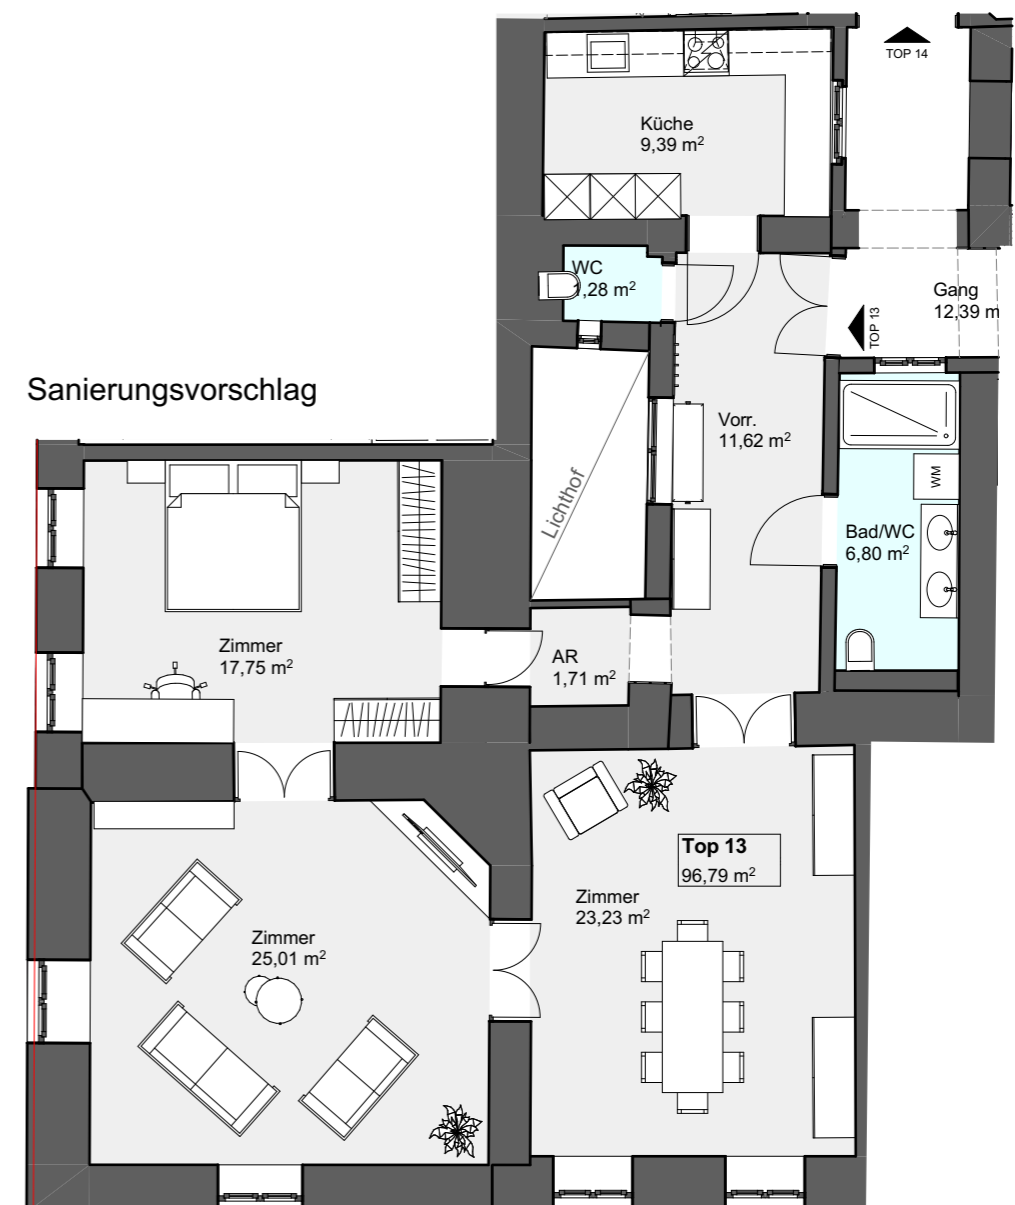 TOP 14
Küche
9,39 m²
WC
,28 m²
Gang
12,39 m
TOP 13
Sanierungsvorschlag
Vorr.
11,62 m²
WM
Lichthof
Bad/WC
6,80 m²
Zimmer
17,75 m²
AR
1,71 m²
Top 13
96,79 m²
Zimmer
23,23 m²
Zimmer
25,01 m²